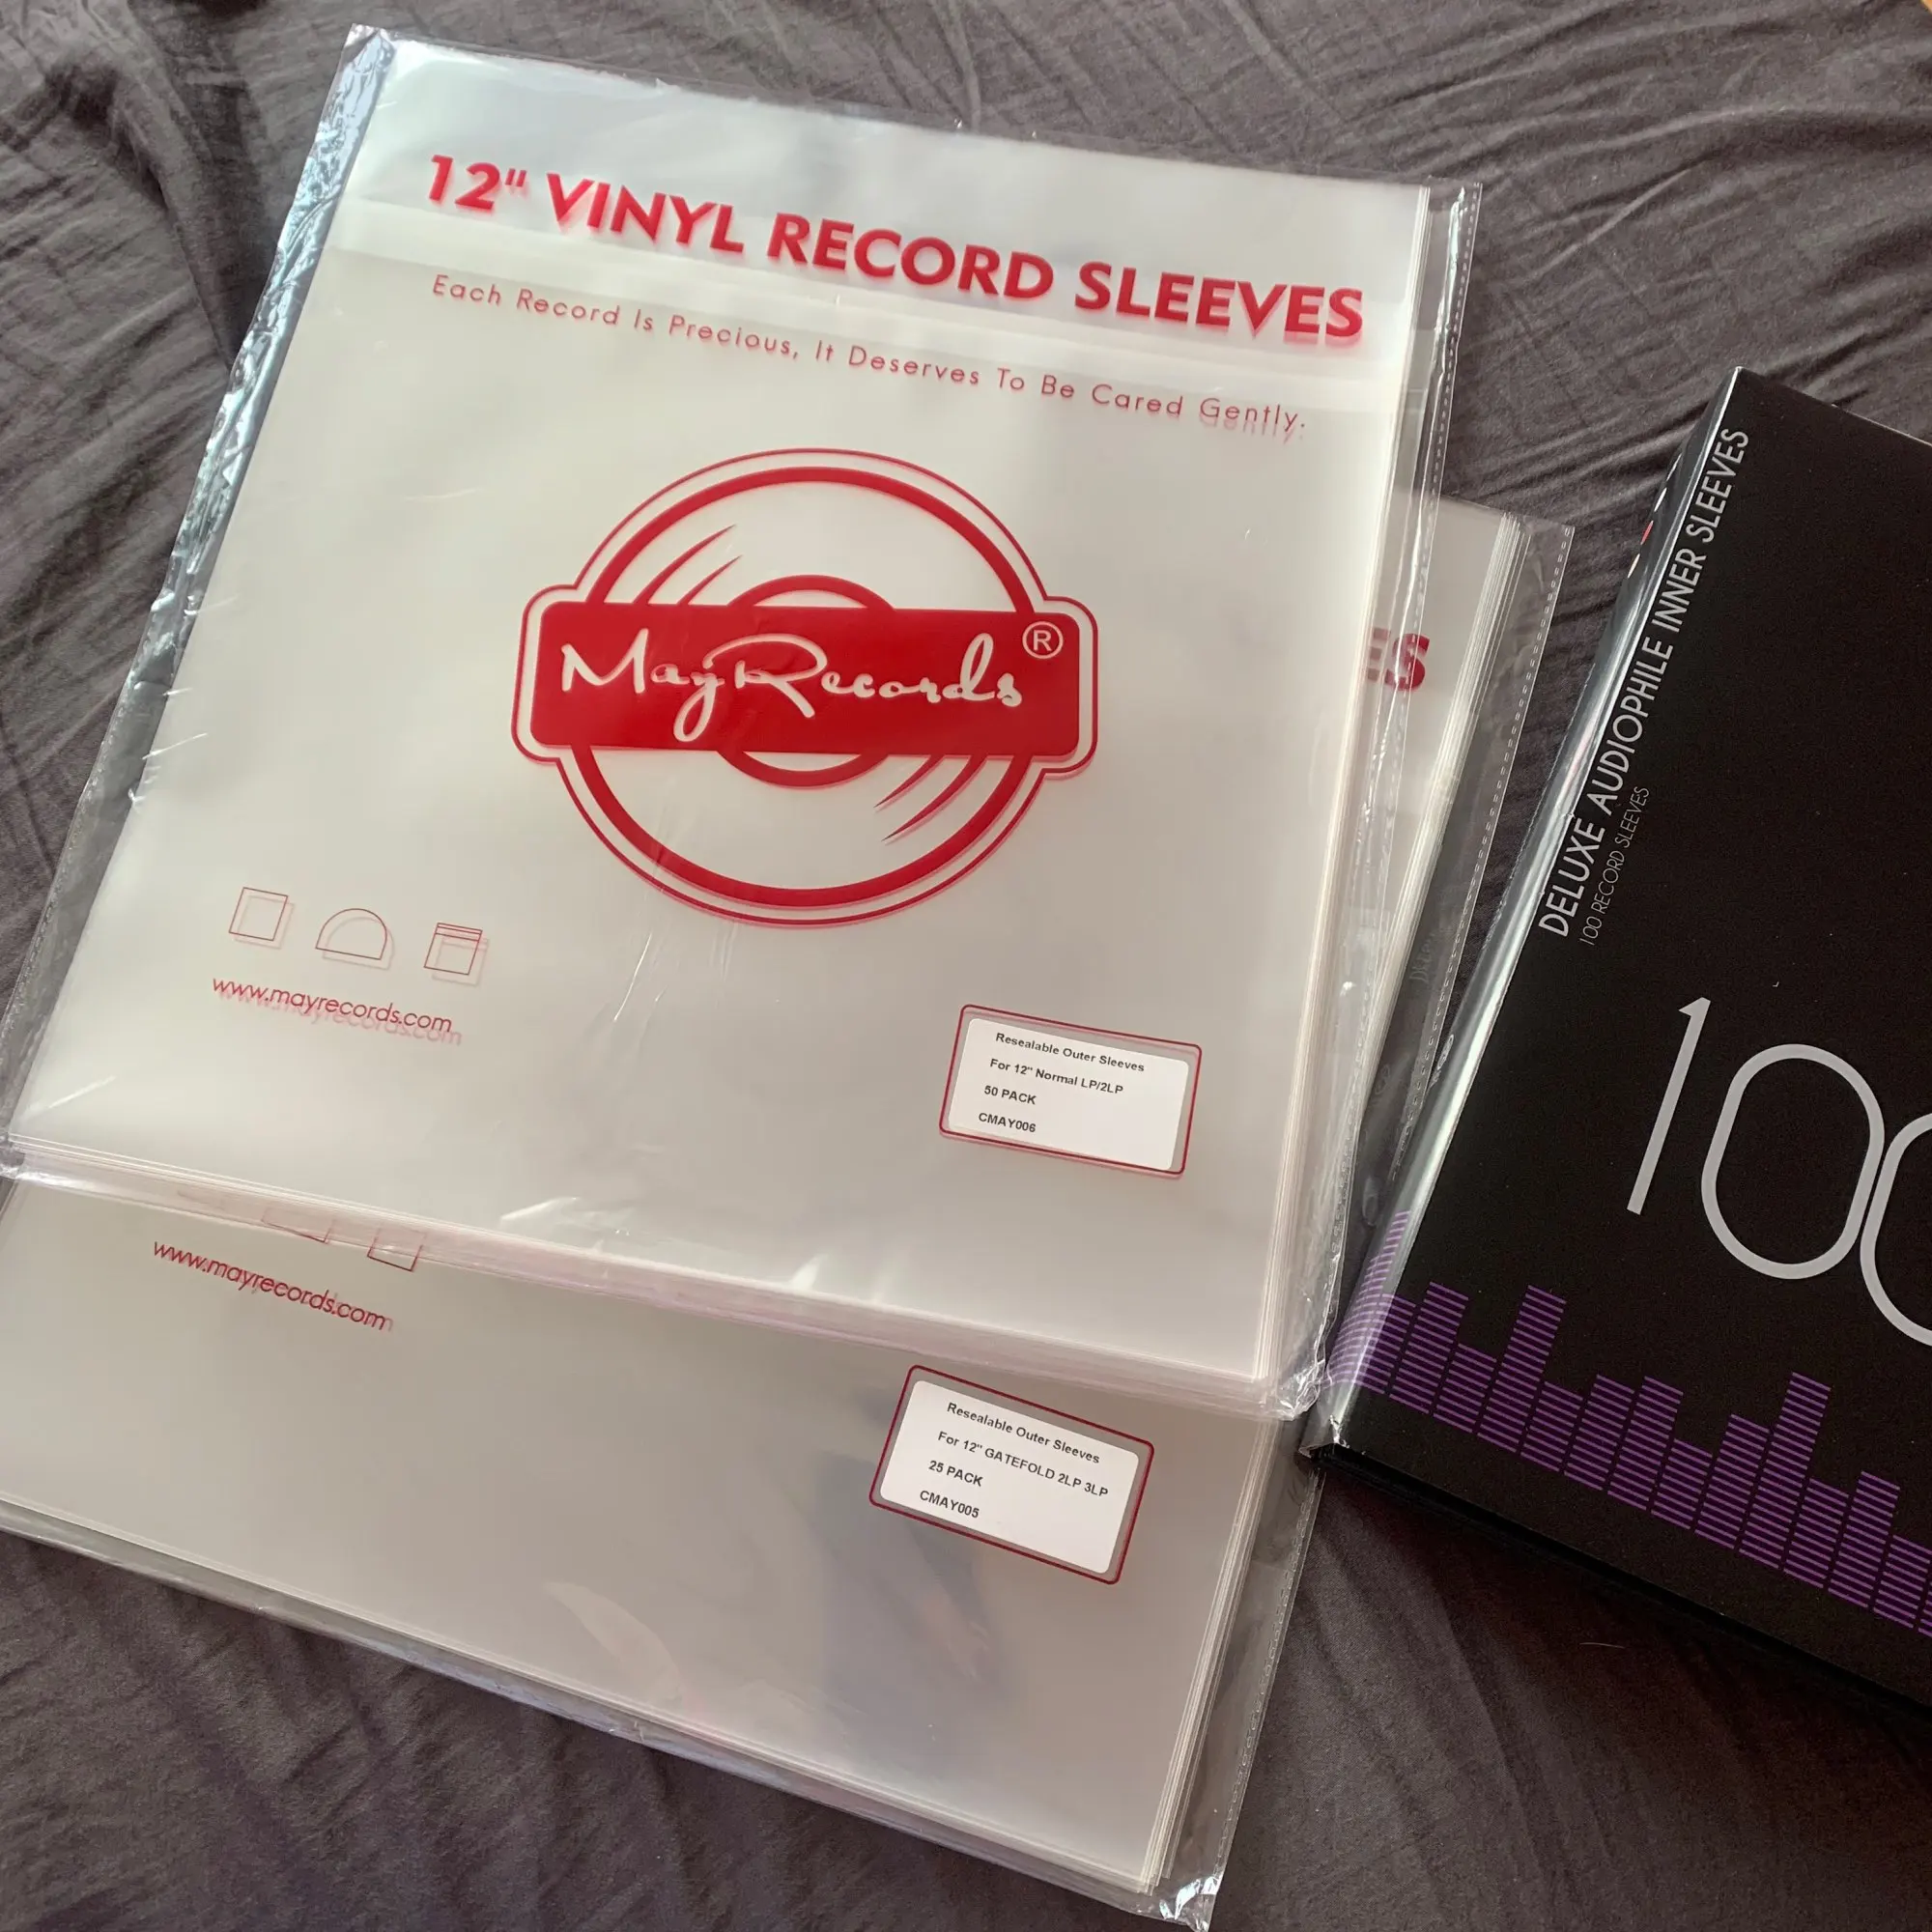 12" VINYL RECORD SLEEVES
Each Record Is Precious, It Deserves To Be Cared Gently.
MayRecords®
www.mayrecords.com
Resealable Outer Sleeves
For 12" Normal LP/2LP
50 PACK
CMAY006
ES
www.mayrecords.com
Resealable Outer Sleeves
For 12" GATEFOLD 2LP 3LP
25 PACK
CMAY005
DELUXE AUDIOPHILE INNER SLEEVES
100 RECORD SLEEVES
100